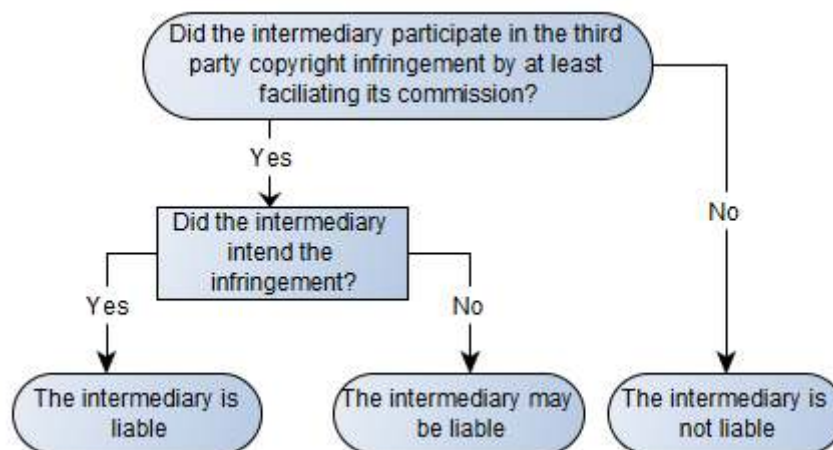 Did the intermediary participate in the third
party copyright infringement by at least
faciliating its commission?
Yes
No
Did the intermediary
intend the
infringement?
Yes
No
The intermediary is
liable
The intermediary may
be liable
The intermediary is
not liable